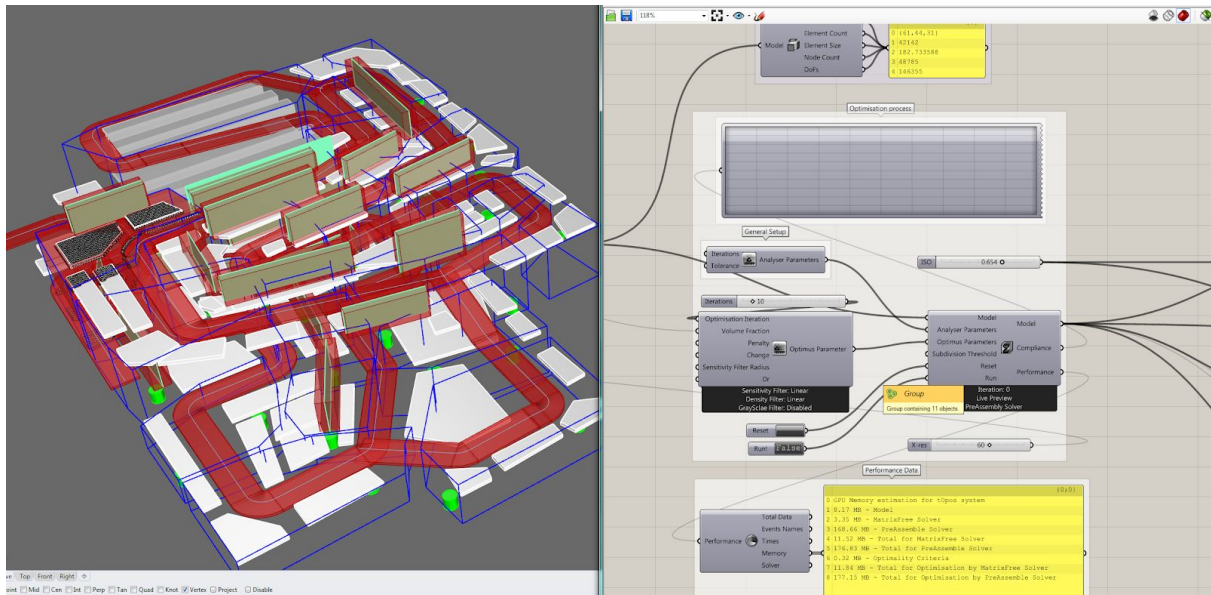 118%
Model
Element Count
Element Size
Node Count
DoFs
0 (61,44,31)
1 42142
2 182.733588
3 48785
4 146355
Optimisation process
General Setup
Iterations
Tolerance
Analyser Parameters
ISO
0.654
Iterations
10
Optimisation Iteration
Volume Fraction
Penalty
Change
Sensitivity Filter Radius
Or
Optimus Parameter
Sensitivity Filter: Linear
Density Filter: Linear
GraySclae Filter: Disabled
Model
Analyser Parameters
Optimus Parameters
Subdivision Threshold
Reset
Run
Model
Compliance
Performance
Iteration: 0
Live Preview
PreAssembly Solver
Group
Group containing 11 objects.
Reset
Run!
False
X-res
60
Performance Data
{0;0}
Performance
Total Data
Events Names
Times
Memory
Solver
0 GPU Memory estimation for tOpos system
1 8.17 MB - Model
2 3.35 MB - MatrixFree Solver
3 168.66 MB - PreAssemble Solver
4 11.52 MB - Total for MatrixFree Solver
5 176.83 MB - Total for PreAssemble Solver
6 0.32 MB - Optimality Criteria
7 11.84 MB - Total for Optimisation by MatrixFree Solver
8 177.15 MB - Total for Optimisation by PreAssemble Solver
Top Front Right
oint Mid Cen Int Perp Tan Quad Knot Vertex Project Disable